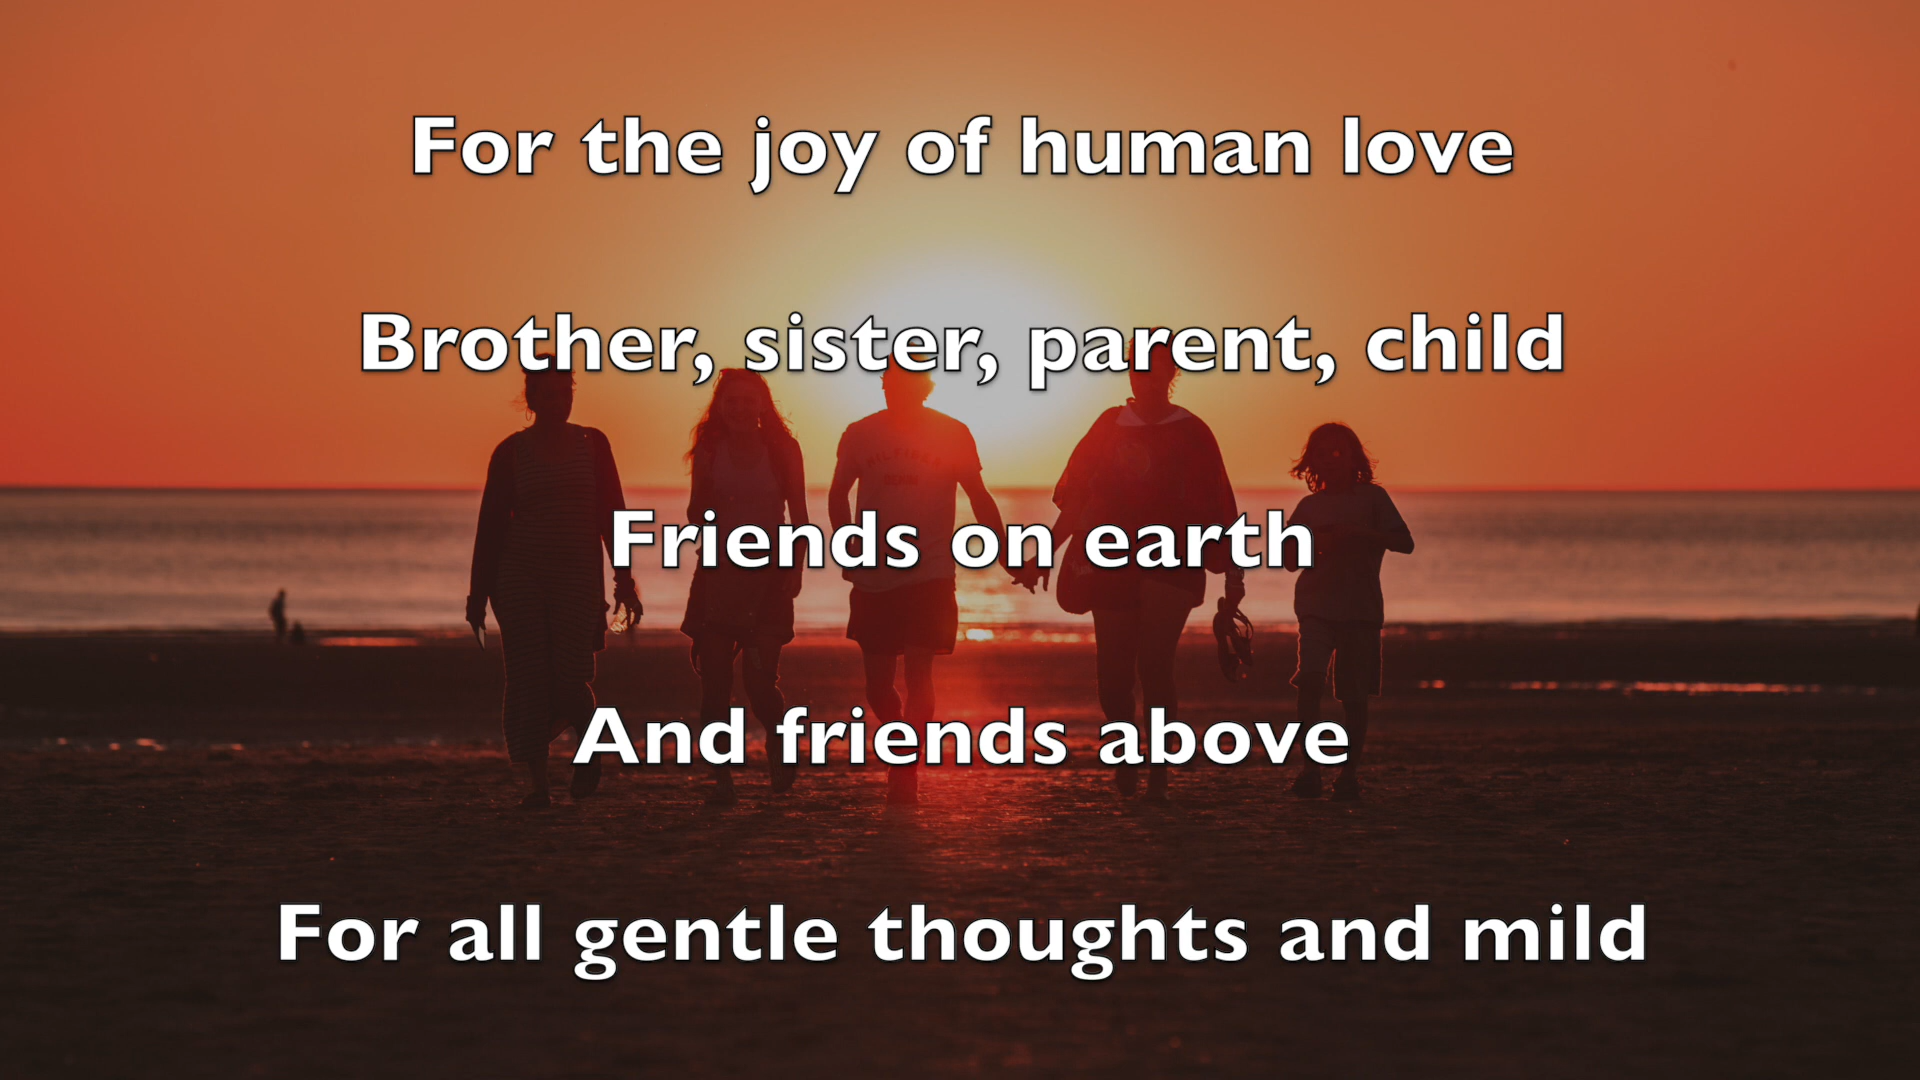 For the joy of human love
Brother, sister, parent, child
Friends on earth
And friends above
For all gentle thoughts and mild